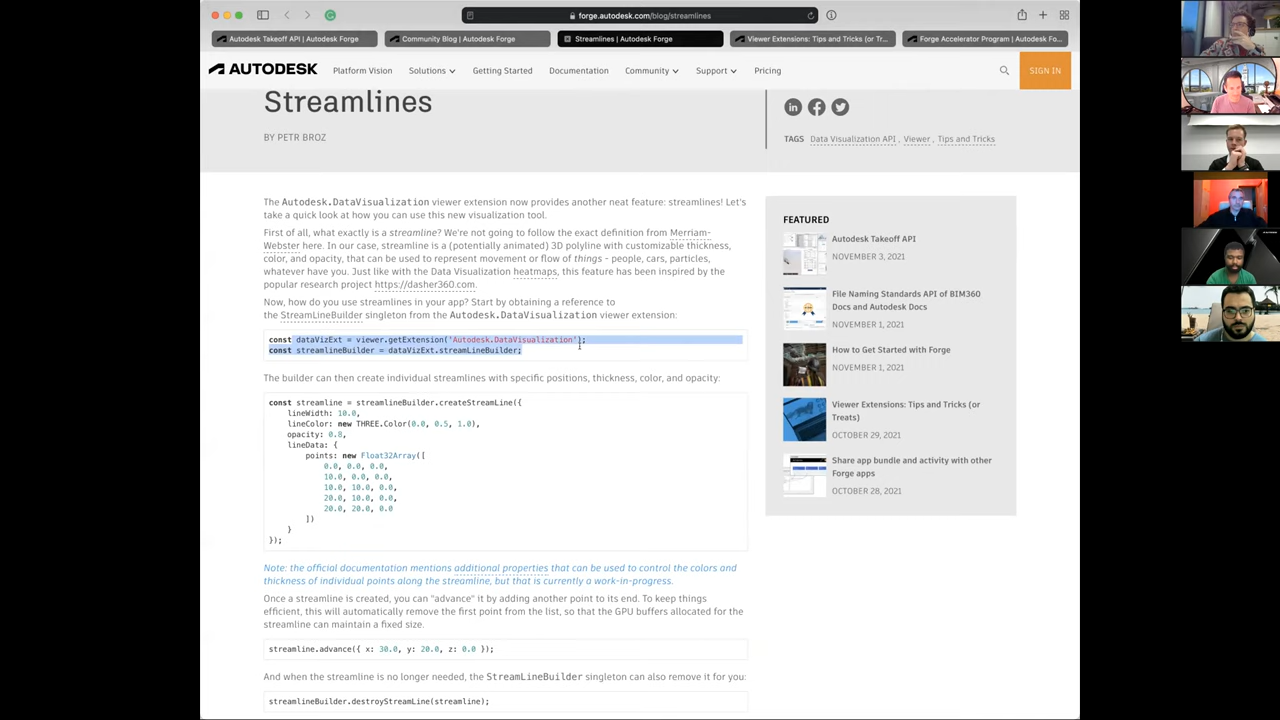 forge.autodesk.com/blog/streamlines
Autodesk Takeoff API | Autodesk Forge
Community Blog | Autodesk Forge
Streamlines | Autodesk Forge
Viewer Extensions: Tips and Tricks (or Tr...
Forge Accelerator Program | Autodesk Fo...
AUTODESK
Platform Vision
Solutions
Getting Started
Documentation
Community
Support
Pricing
SIGN IN
Streamlines
BY PETR BROZ
TAGS Data Visualization API , Viewer , Tips and Tricks
The Autodesk.DataVisualization viewer extension now provides another neat feature: streamlines! Let's
take a quick look at how you can use this new visualization tool.
First of all, what exactly is a streamline? We're not going to follow the exact definition from Merriam-
Webster here. In our case, streamline is a (potentially animated) 3D polyline with customizable thickness,
color, and opacity, that can be used to represent movement or flow of things - people, cars, particles,
whatever have you. Just like with the Data Visualization heatmaps, this feature has been inspired by the
popular research project https://dasher360.com.
Now, how do you use streamlines in your app? Start by obtaining a reference to
the StreamLineBuilder singleton from the Autodesk.DataVisualization viewer extension:
const dataVizExt = viewer.getExtension('Autodesk.DataVisualization');
const streamlineBuilder = dataVizExt.streamLineBuilder;
The builder can then create individual streamlines with specific positions, thickness, color, and opacity:
const streamline = streamlineBuilder.createStreamLine({
lineWidth: 10.0,
lineColor: new THREE.Color(0.0, 0.5, 1.0),
opacity: 0.8,
lineData: {
points: new Float32Array([
0.0, 0.0, 0.0,
10.0, 0.0, 0.0,
10.0, 10.0, 0.0,
20.0, 10.0, 0.0,
20.0, 20.0, 0.0
])
}
});
Note: the official documentation mentions additional properties that can be used to control the colors and
thickness of individual points along the streamline, but that is currently a work-in-progress.
Once a streamline is created, you can "advance" it by adding another point to its end. To keep things
efficient, this will automatically remove the first point from the list, so that the GPU buffers allocated for the
streamline can maintain a fixed size.
streamline.advance({ x: 30.0, y: 20.0, z: 0.0 });
And when the streamline is no longer needed, the StreamLineBuilder singleton can also remove it for you:
streamlineBuilder.destroyStreamLine(streamline);
FEATURED
Autodesk Takeoff API
NOVEMBER 3, 2021
File Naming Standards API of BIM360
Docs and Autodesk Docs
NOVEMBER 1, 2021
How to Get Started with Forge
NOVEMBER 1, 2021
Viewer Extensions: Tips and Tricks (or
Treats)
OCTOBER 29, 2021
Share app bundle and activity with other
Forge apps
OCTOBER 28, 2021